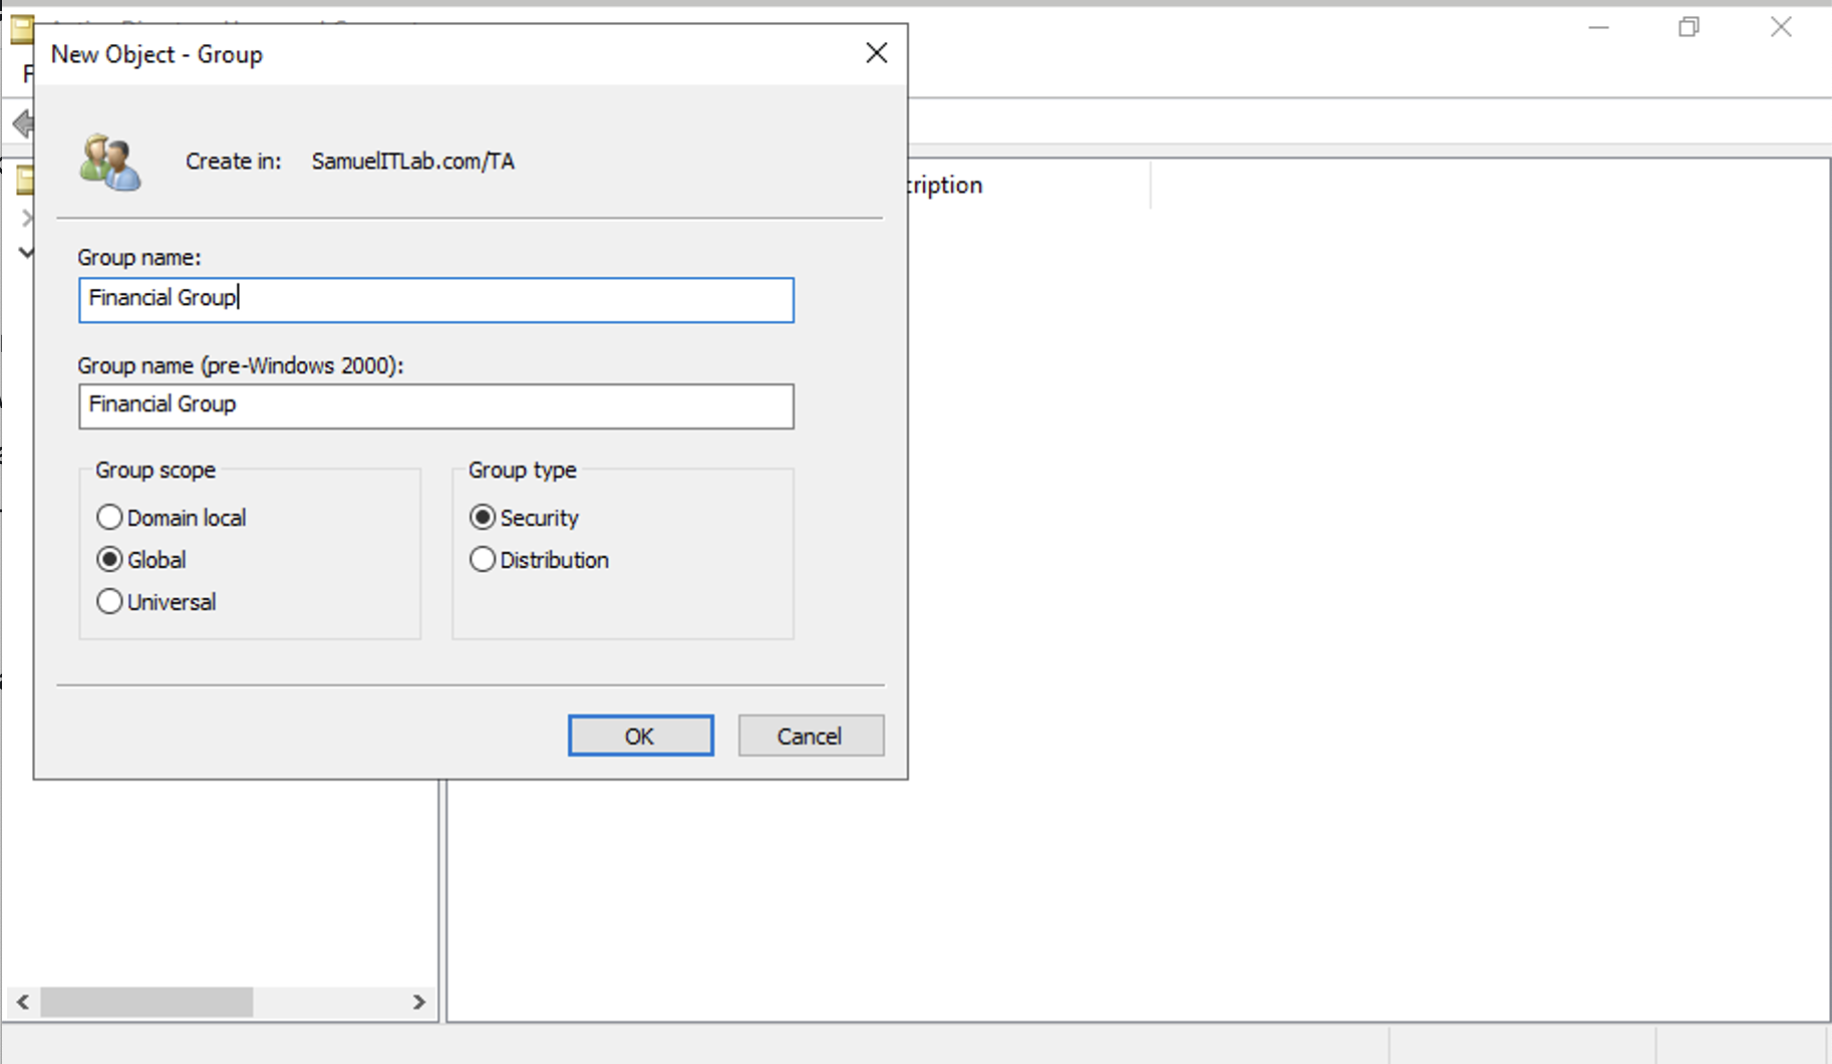 New Object - Group
Create in: SamuelITLab.com/TA
cription
Group name:
Financial Group
Group name (pre-Windows 2000):
Financial Group
Group scope
Group type
Domain local
Security
Global
Distribution
Universal
OK
Cancel